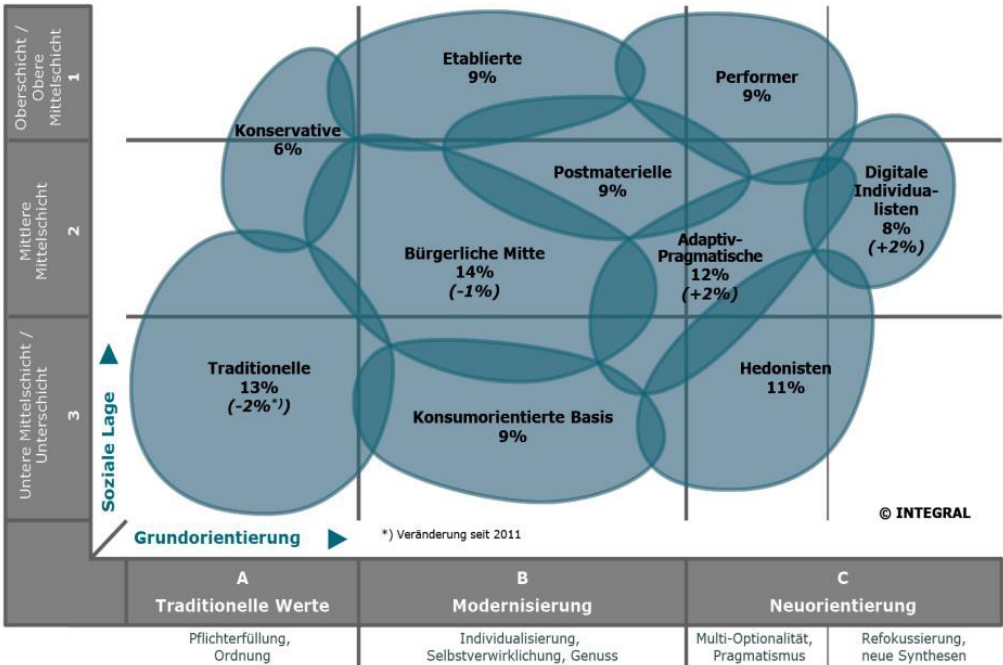 Oberschicht /
Obere
Mittelschicht
1
Mittlere
Mittelschicht
2
Untere Mittelschicht /
Unterschicht
3
Soziale Lage
Etablierte
9%
Performer
9%
Konservative
6%
Postmaterielle
9%
Digitale
Individua-
listen
8%
(+2%)
Bürgerliche Mitte
14%
(-1%)
Adaptiv-
Pragmatische
12%
(+2%)
Traditionelle
13%
(-2%*))
Hedonisten
11%
Konsumorientierte Basis
9%
© INTEGRAL
Grundorientierung
*) Veränderung seit 2011
A
Traditionelle Werte
B
Modernisierung
C
Neuorientierung
Pflichterfüllung,
Ordnung
Individualisierung,
Selbstverwirklichung, Genuss
Multi-Optionalität,
Pragmatismus
Refokussierung,
neue Synthesen